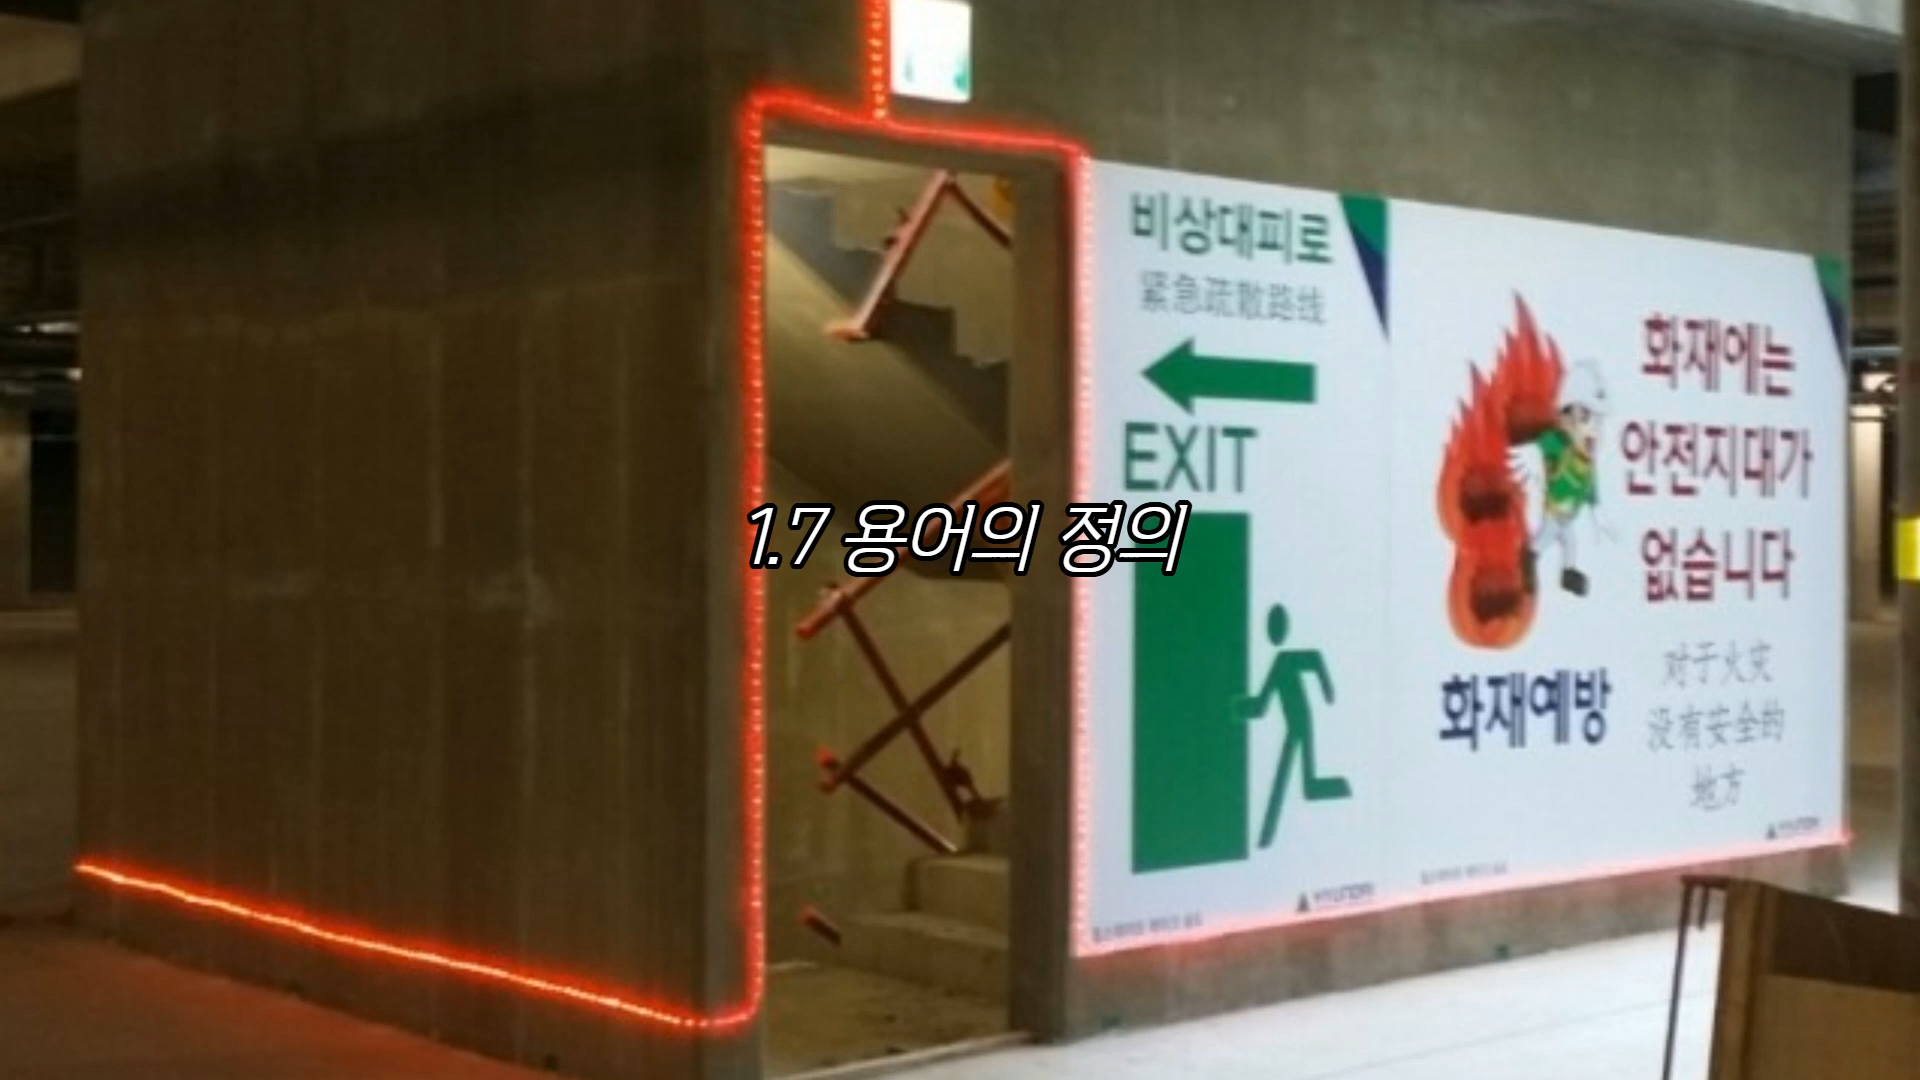 비상대피로
紧急疏散路线
EXIT
화재에는
안전지대가
없습니다
화재예방
对于火灾
没有安全的
地方
HYUNDAI
HYUNDAI
1.7 용어의 정의